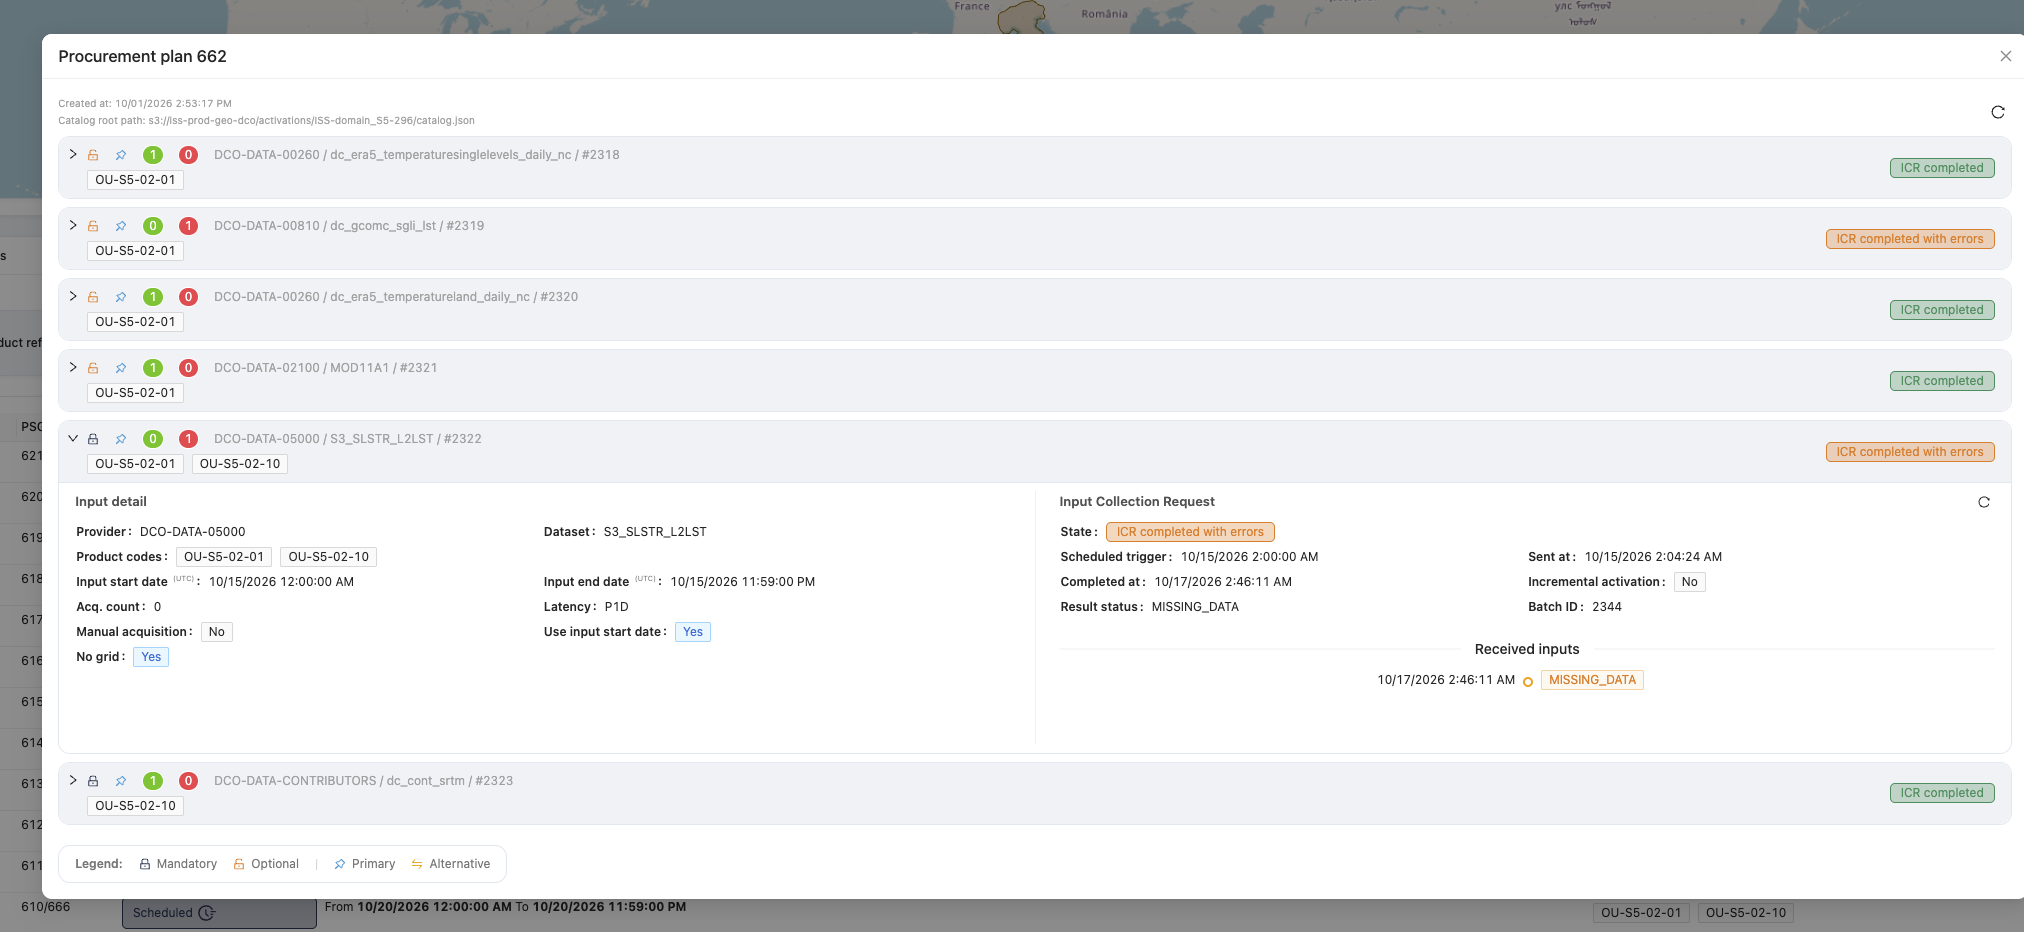 France
România
Procurement plan 662
Created at: 10/01/2026 2:53:17 PM
Catalog root path: s3://iss-prod-geo-dco/activations/ISS-domain_S5-296/catalog.json
1 0 DCO-DATA-00260 / dc_era5_temperaturesinglelevels_daily_nc / #2318
OU-S5-02-01
ICR completed
0 1 DCO-DATA-00810 / dc_gcomc_sgli_lst / #2319
OU-S5-02-01
ICR completed with errors
1 0 DCO-DATA-00260 / dc_era5_temperatureland_daily_nc / #2320
OU-S5-02-01
ICR completed
1 0 DCO-DATA-02100 / MOD11A1 / #2321
OU-S5-02-01
ICR completed
0 1 DCO-DATA-05000 / S3_SLSTR_L2LST / #2322
OU-S5-02-01 OU-S5-02-10
ICR completed with errors
Input detail
Provider: DCO-DATA-05000 Dataset: S3_SLSTR_L2LST
Product codes: OU-S5-02-01 OU-S5-02-10
Input start date (UTC): 10/15/2026 12:00:00 AM Input end date (UTC): 10/15/2026 11:59:00 PM
Acq. count: 0 Latency: P1D
Manual acquisition: No Use input start date: Yes
No grid: Yes
Input Collection Request
State: ICR completed with errors
Scheduled trigger: 10/15/2026 2:00:00 AM Sent at: 10/15/2026 2:04:24 AM
Completed at: 10/17/2026 2:46:11 AM Incremental activation: No
Result status: MISSING_DATA Batch ID: 2344
Received inputs
10/17/2026 2:46:11 AM MISSING_DATA
1 0 DCO-DATA-CONTRIBUTORS / dc_cont_srtm / #2323
OU-S5-02-10
ICR completed
Legend: Mandatory Optional | Primary Alternative
s
duct ref
PSO
621
620
619
618
617
616
615
614
613
612
611
610/666 Scheduled From 10/20/2026 12:00:00 AM To 10/20/2026 11:59:00 PM OU-S5-02-01 OU-S5-02-10